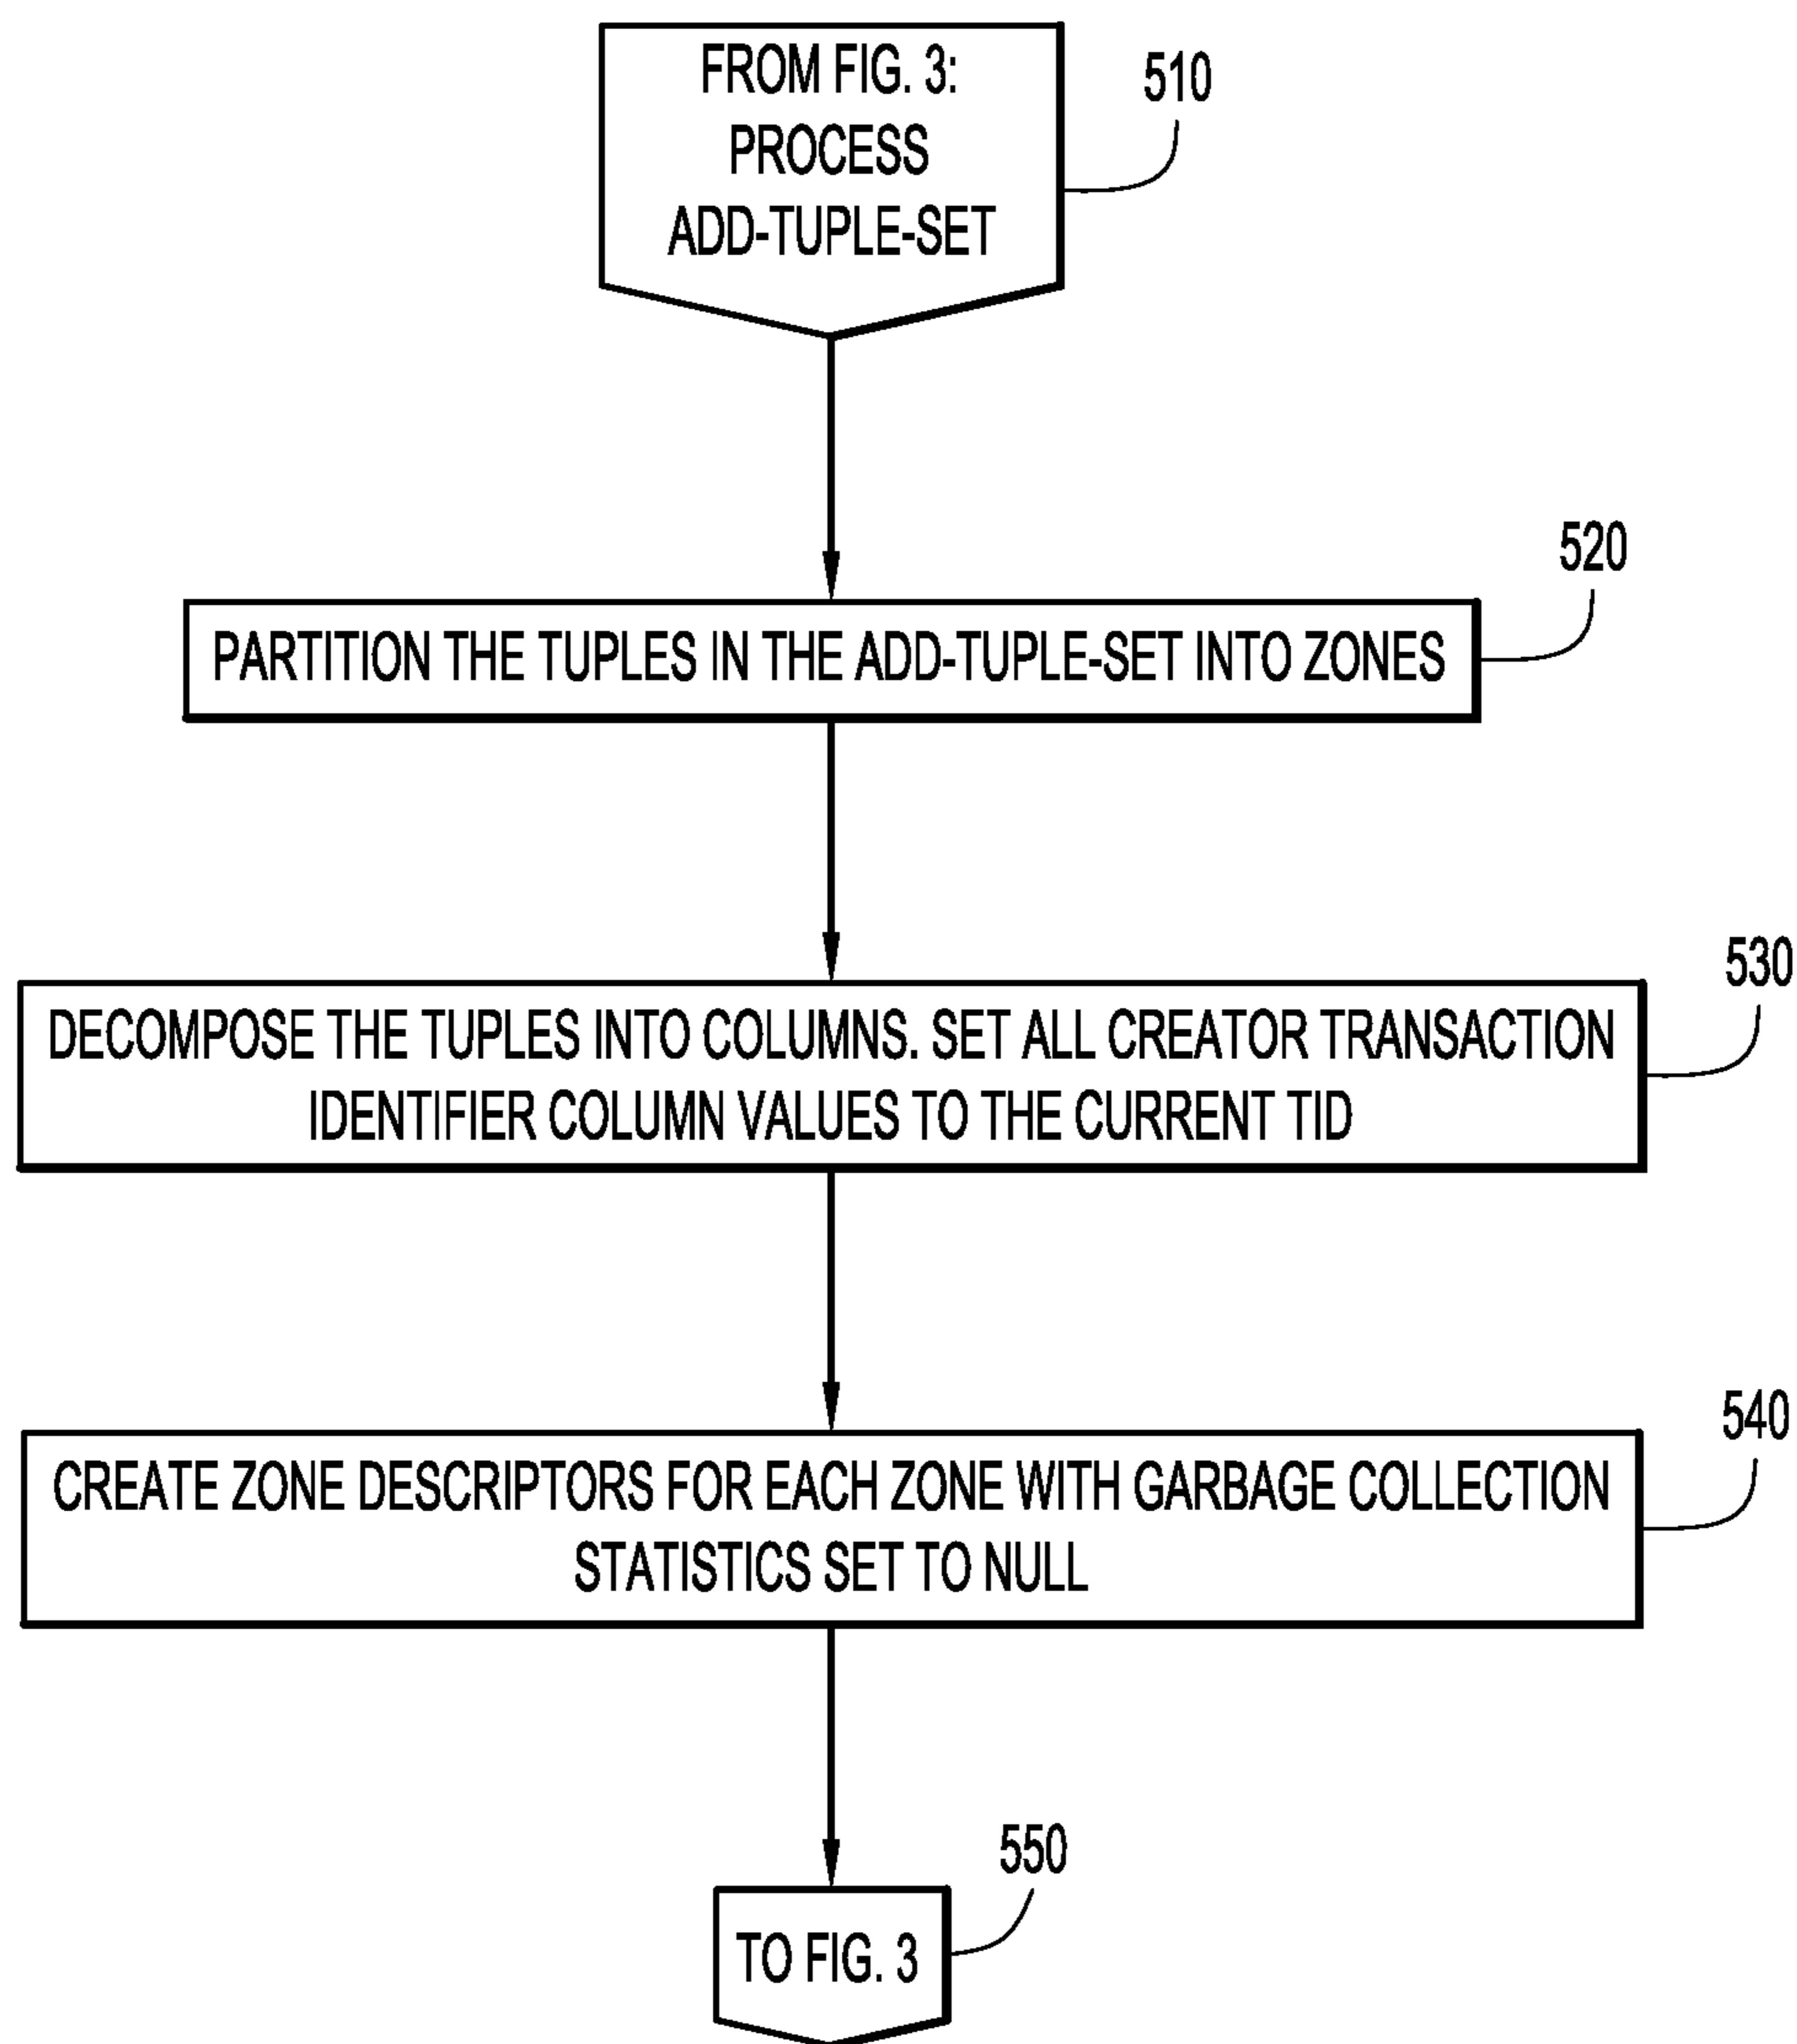 FROM FIG. 3:
PROCESS
ADD-TUPLE-SET
510
520
PARTITION THE TUPLES IN THE ADD-TUPLE-SET INTO ZONES
530
DECOMPOSE THE TUPLES INTO COLUMNS. SET ALL CREATOR TRANSACTION
IDENTIFIER COLUMN VALUES TO THE CURRENT TID
540
CREATE ZONE DESCRIPTORS FOR EACH ZONE WITH GARBAGE COLLECTION
STATISTICS SET TO NULL
550
TO FIG. 3